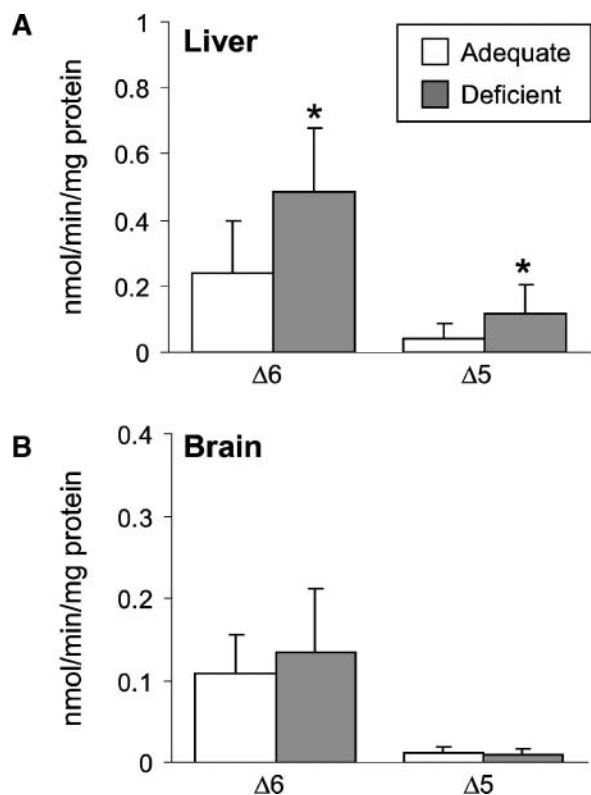 A
Liver
Adequate
Deficient
nmol/min/mg protein
1
0.8
0.6
0.4
0.2
0
*
*
Δ6
Δ5
B
Brain
nmol/min/mg protein
0.4
0.3
0.2
0.1
0
Δ6
Δ5